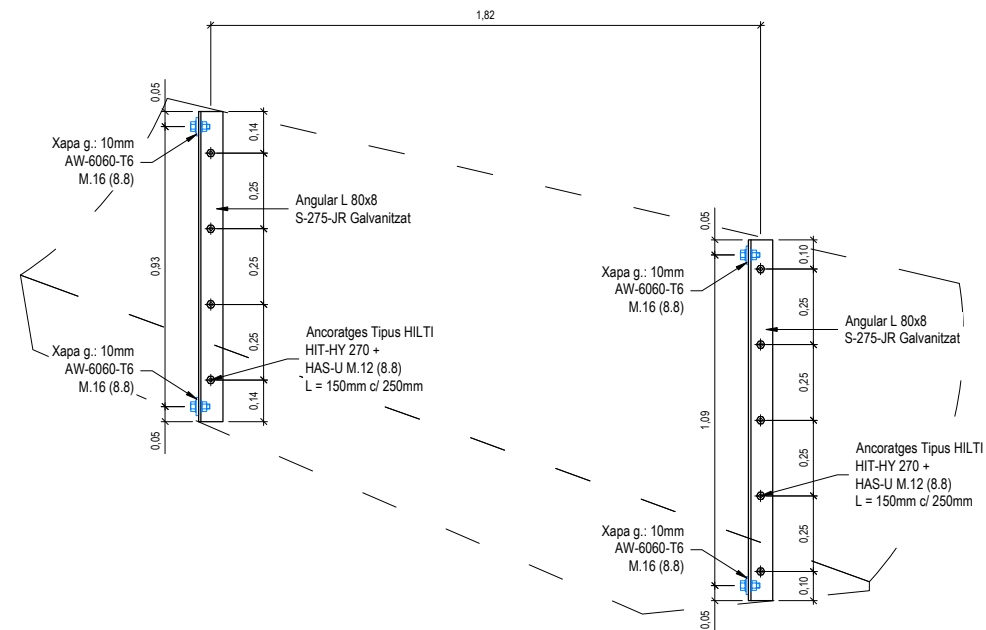 1,82
0,05
0,14
Xapa g.: 10mm
AW-6060-T6
M.16 (8.8)
0,25
Angular L 80x8
S-275-JR Galvanitzat
0,93
0,25
0,25
Ancoratges Tipus HILTI
HIT-HY 270 +
HAS-U M.12 (8.8)
L = 150mm c/ 250mm
Xapa g.: 10mm
AW-6060-T6
M.16 (8.8)
0,14
0,05
0,05
0,10
Xapa g.: 10mm
AW-6060-T6
M.16 (8.8)
0,25
Angular L 80x8
S-275-JR Galvanitzat
0,25
1,09
0,25
Ancoratges Tipus HILTI
HIT-HY 270 +
HAS-U M.12 (8.8)
L = 150mm c/ 250mm
0,25
Xapa g.: 10mm
AW-6060-T6
M.16 (8.8)
0,10
0,05